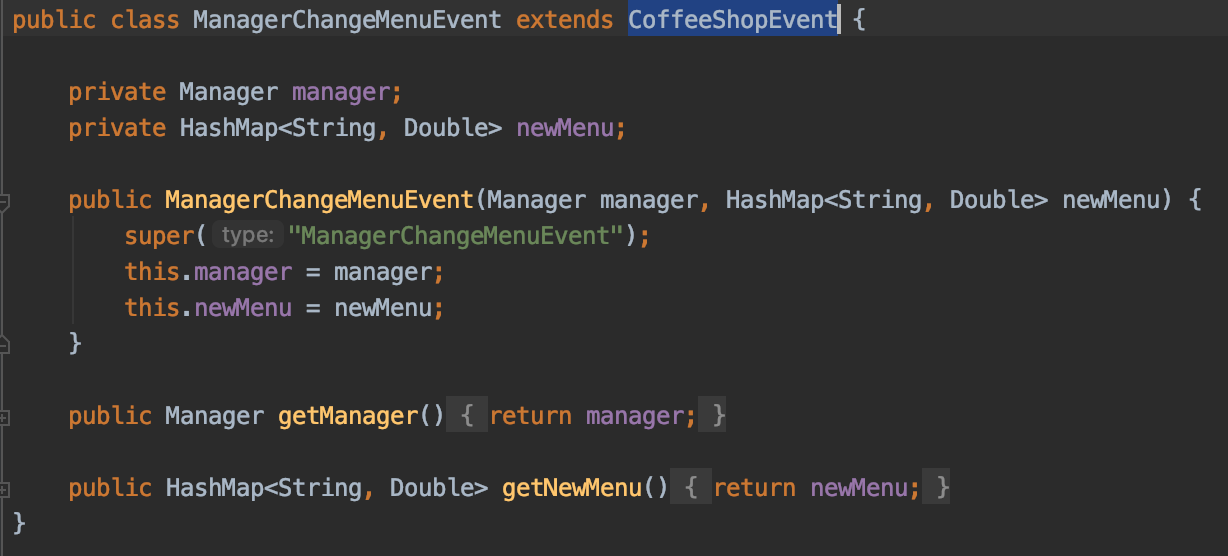 public class ManagerChangeMenuEvent extends CoffeeShopEvent {
private Manager manager;
private HashMap<String, Double> newMenu;
public ManagerChangeMenuEvent(Manager manager, HashMap<String, Double> newMenu) {
super( type: "ManagerChangeMenuEvent");
this.manager = manager;
this.newMenu = newMenu;
}
public Manager getManager() { return manager; }
public HashMap<String, Double> getNewMenu() { return newMenu; }
}